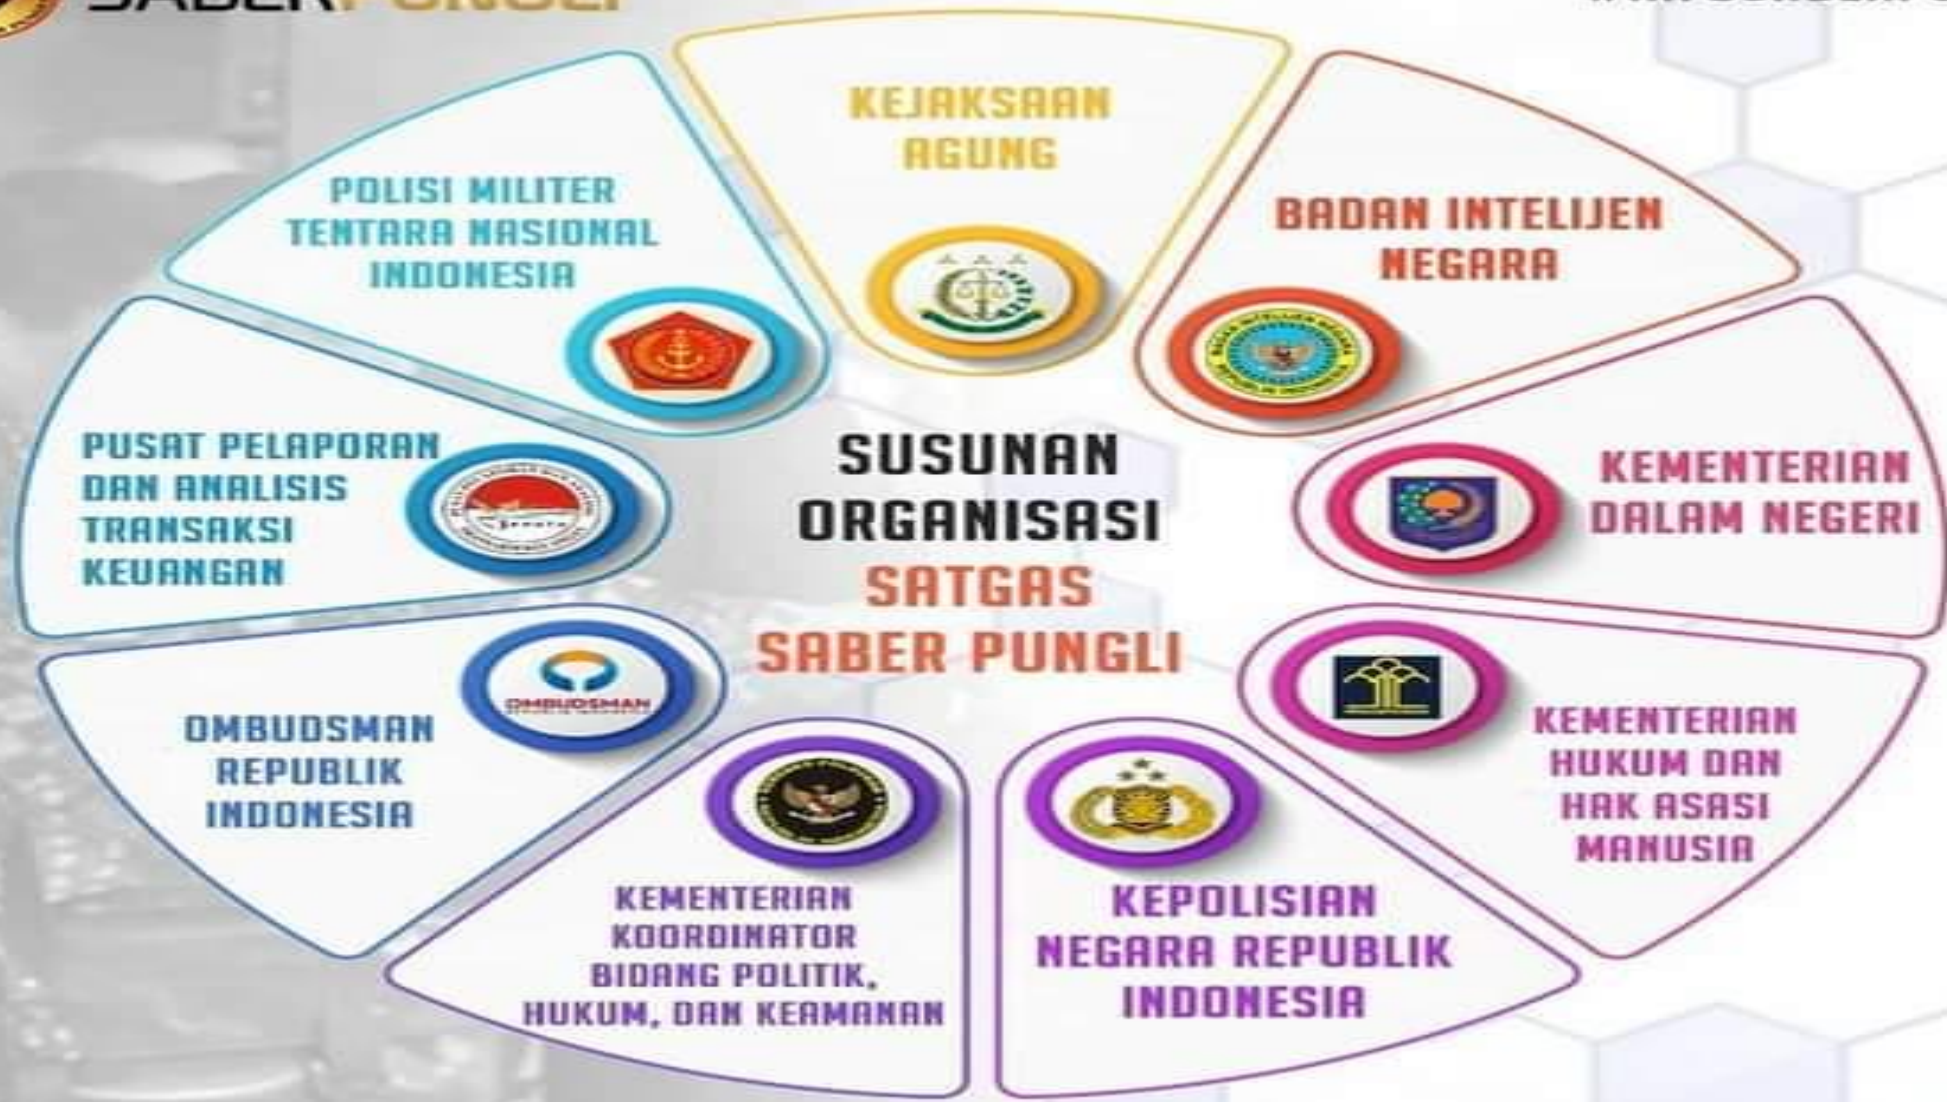 SABER PUNGLI
KEJAKSAAN
AGUNG
BADAN INTELIJEN
NEGARA
KEMENTERIAN
DALAM NEGERI
KEMENTERIAN
HUKUM DAN
HAK ASASI
MANUSIA
KEPOLISIAN
NEGARA REPUBLIK
INDONESIA
KEMENTERIAN
KOORDINATOR
BIDANG POLITIK,
HUKUM, DAN KEAMANAN
OMBUDSMAN
OMBUDSMAN
REPUBLIK
INDONESIA
PUSAT PELAPORAN
DAN ANALISIS
TRANSAKSI
KEUANGAN
POLISI MILITER
TENTARA NASIONAL
INDONESIA
SUSUNAN
ORGANISASI
SATGAS
SABER PUNGLI